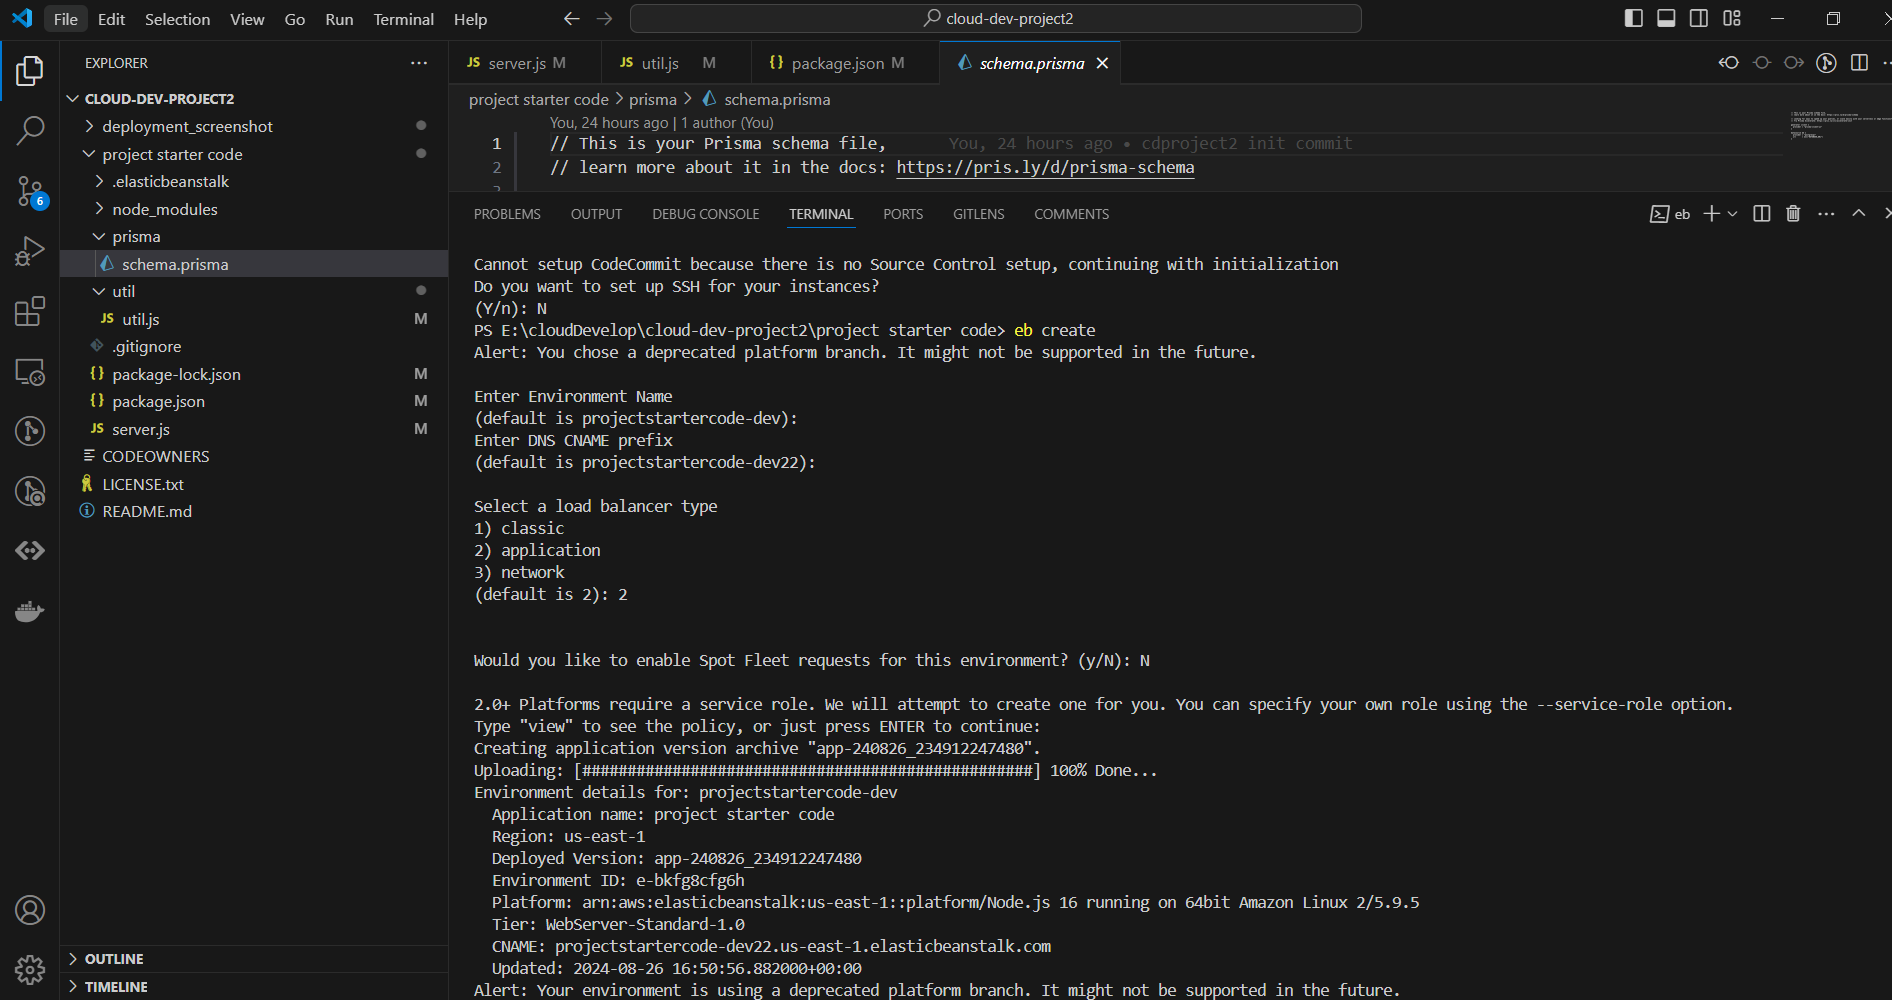 File Edit Selection View Go Run Terminal Help
cloud-dev-project2
EXPLORER
CLOUD-DEV-PROJECT2
deployment_screenshot
project starter code
.elasticbeanstalk
node_modules
prisma
schema.prisma
util
util.js M
.gitignore
package-lock.json M
package.json M
server.js M
CODEOWNERS
LICENSE.txt
README.md
OUTLINE
TIMELINE
6
JS server.js M
JS util.js M
{} package.json M
schema.prisma
project starter code > prisma > schema.prisma
You, 24 hours ago | 1 author (You)
1 // This is your Prisma schema file, You, 24 hours ago • cdproject2 init commit
2 // learn more about it in the docs: https://pris.ly/d/prisma-schema
PROBLEMS OUTPUT DEBUG CONSOLE TERMINAL PORTS GITLENS COMMENTS
eb
Cannot setup CodeCommit because there is no Source Control setup, continuing with initialization
Do you want to set up SSH for your instances?
(Y/n): N
PS E:\cloudDevelop\cloud-dev-project2\project starter code> eb create
Alert: You chose a deprecated platform branch. It might not be supported in the future.
Enter Environment Name
(default is projectstartercode-dev):
Enter DNS CNAME prefix
(default is projectstartercode-dev22):
Select a load balancer type
1) classic
2) application
3) network
(default is 2): 2
Would you like to enable Spot Fleet requests for this environment? (y/N): N
2.0+ Platforms require a service role. We will attempt to create one for you. You can specify your own role using the --service-role option.
Type "view" to see the policy, or just press ENTER to continue:
Creating application version archive "app-240826_234912247480".
Uploading: [##################################################] 100% Done...
Environment details for: projectstartercode-dev
Application name: project starter code
Region: us-east-1
Deployed Version: app-240826_234912247480
Environment ID: e-bkfg8cfg6h
Platform: arn:aws:elasticbeanstalk:us-east-1::platform/Node.js 16 running on 64bit Amazon Linux 2/5.9.5
Tier: WebServer-Standard-1.0
CNAME: projectstartercode-dev22.us-east-1.elasticbeanstalk.com
Updated: 2024-08-26 16:50:56.882000+00:00
Alert: Your environment is using a deprecated platform branch. It might not be supported in the future.